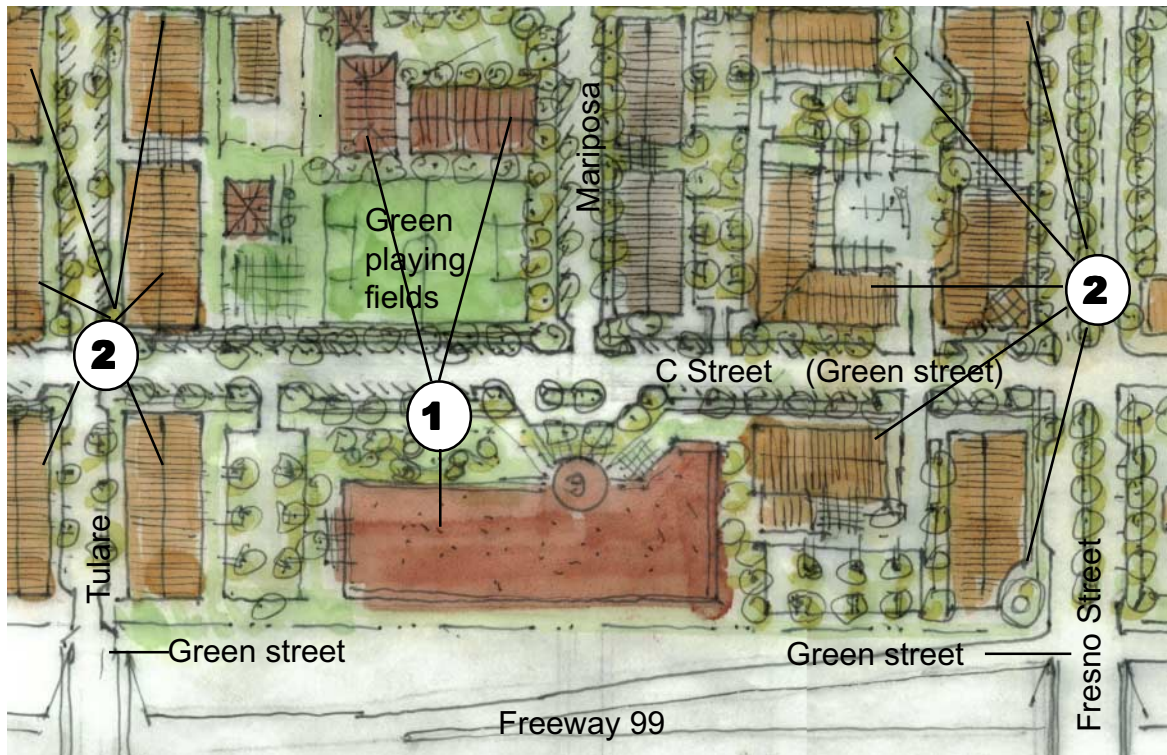 Mariposa
Green
playing
fields
2
2
1
C Street (Green street)
Tulare
Fresno Street
Green street
Green street
Freeway 99